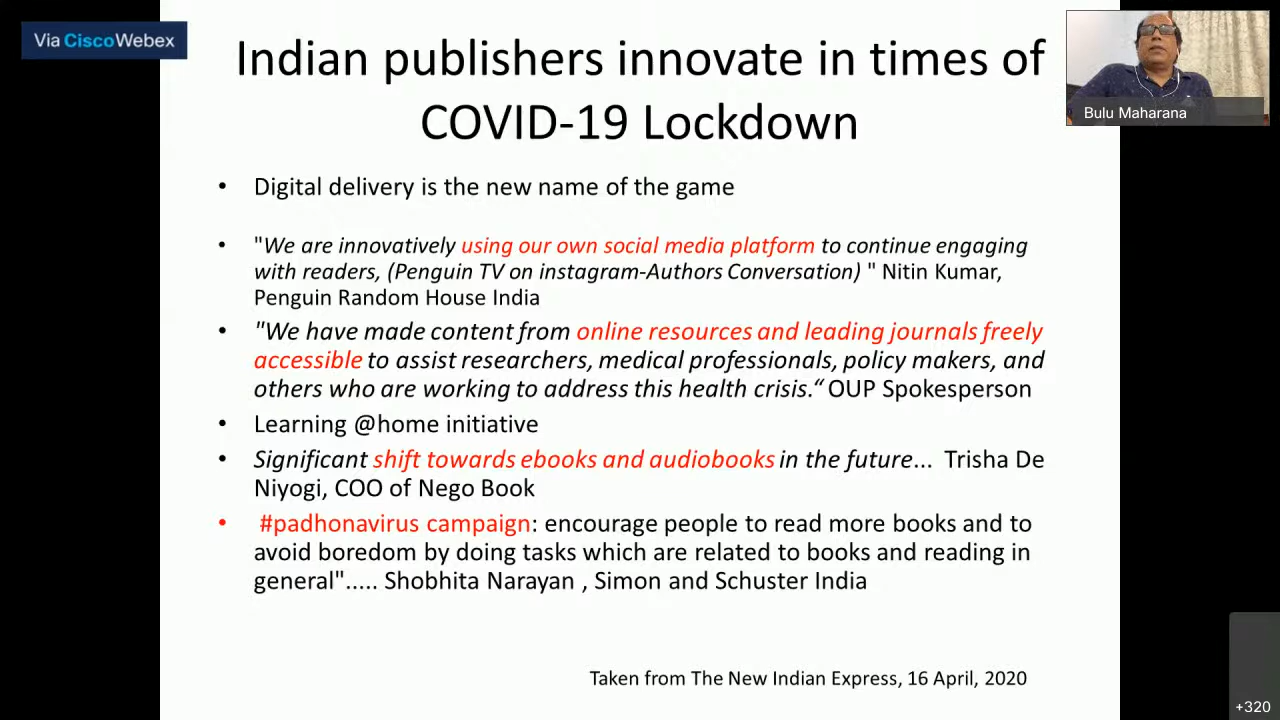 Via CiscoWebex
Indian publishers innovate in times of
COVID-19 Lockdown
Bulu Maharana
• Digital delivery is the new name of the game
• "We are innovatively using our own social media platform to continue engaging
with readers, (Penguin TV on instagram-Authors Conversation) " Nitin Kumar,
Penguin Random House India
• "We have made content from online resources and leading journals freely
accessible to assist researchers, medical professionals, policy makers, and
others who are working to address this health crisis.“ OUP Spokesperson
• Learning @home initiative
• Significant shift towards ebooks and audiobooks in the future... Trisha De
Niyogi, COO of Nego Book
• #padhonavirus campaign: encourage people to read more books and to
avoid boredom by doing tasks which are related to books and reading in
general"..... Shobhita Narayan , Simon and Schuster India
Taken from The New Indian Express, 16 April, 2020
+320